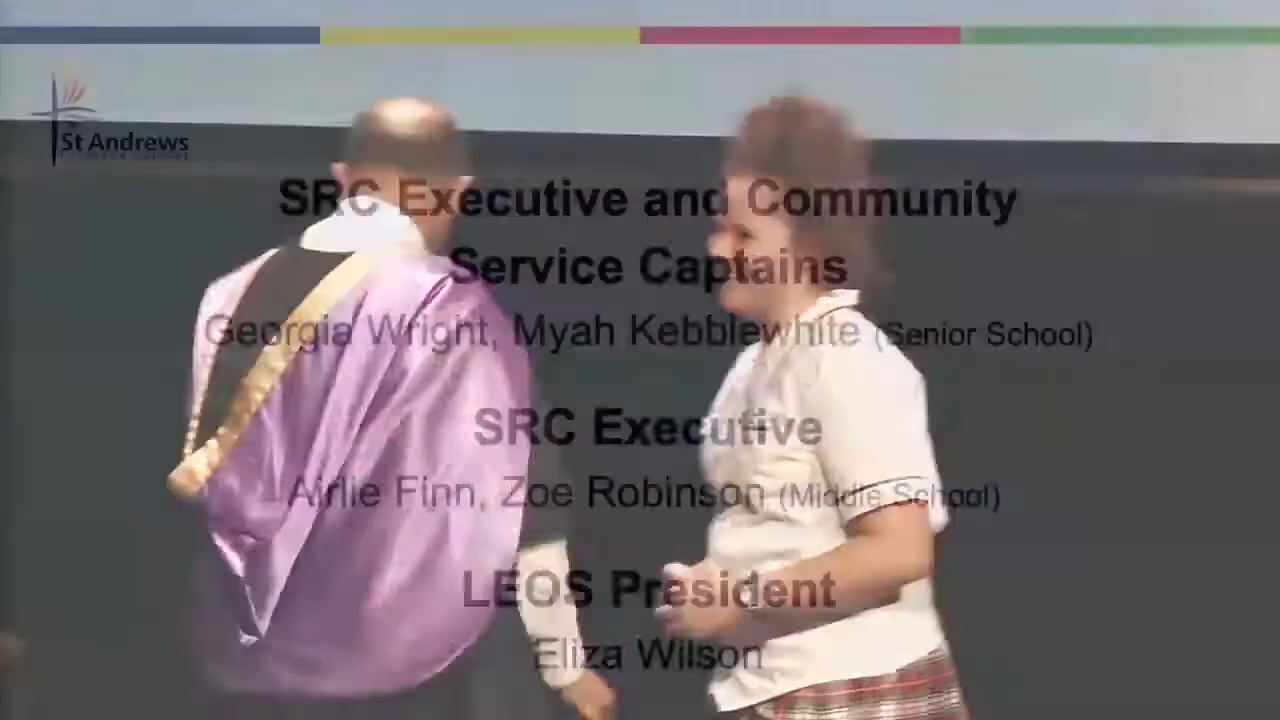 St Andrews
SRC Executive and Community
Service Captains
Georgia Wright, Myah Kebblewhite (Senior School)
SRC Executive
Airlie Finn, Zoe Robinson (Middle School)
LEOS President
Eliza Wilson